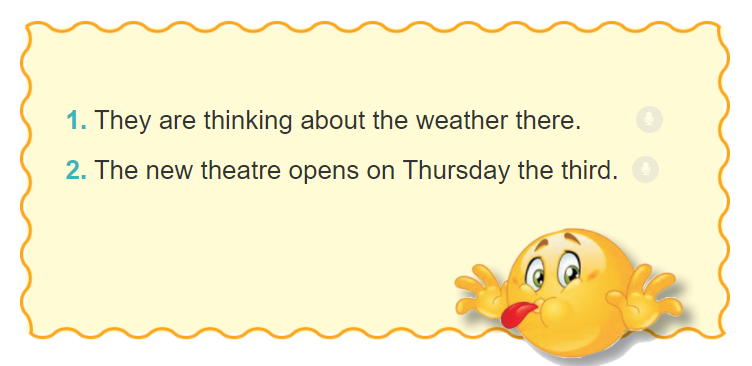 1. They are thinking about the weather there.
2. The new theatre opens on Thursday the third.